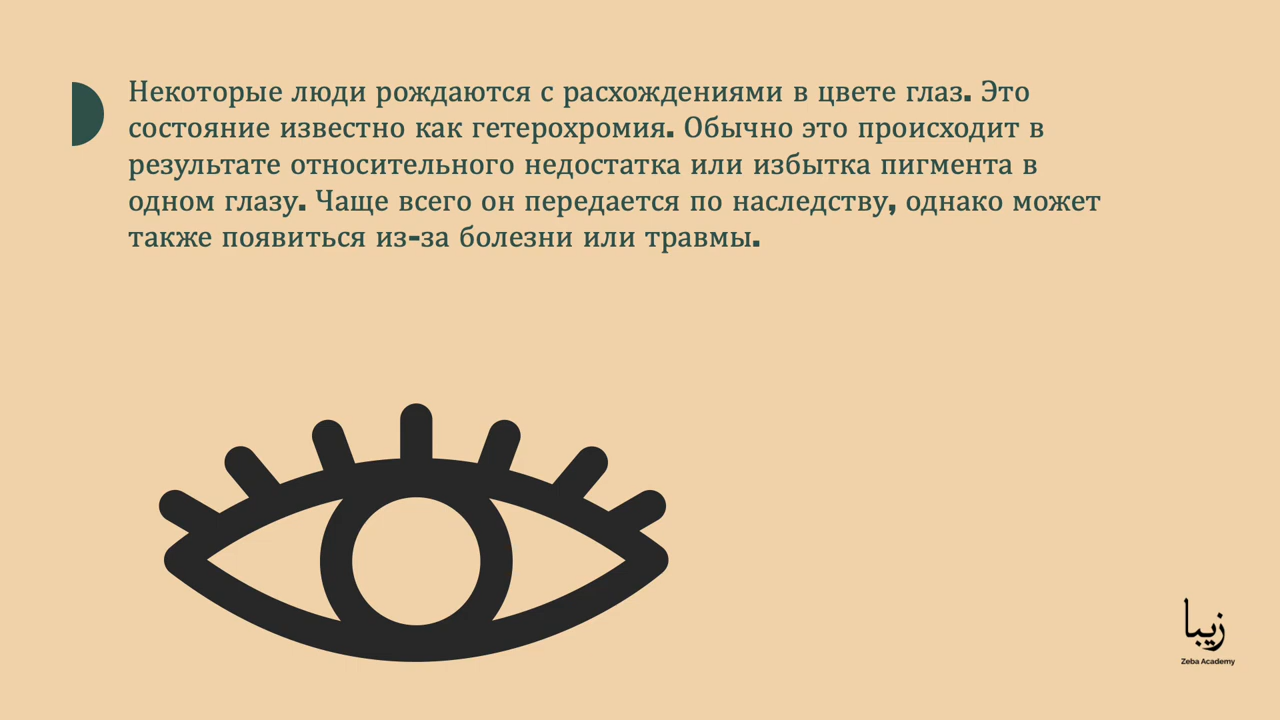 Некоторые люди рождаются с расхождениями в цвете глаз. Это
состояние известно как гетерохромия. Обычно это происходит в
результате относительного недостатка или избытка пигмента в
одном глазу. Чаще всего он передается по наследству, однако может
также появиться из-за болезни или травмы.
زیبا
Zeba Academy